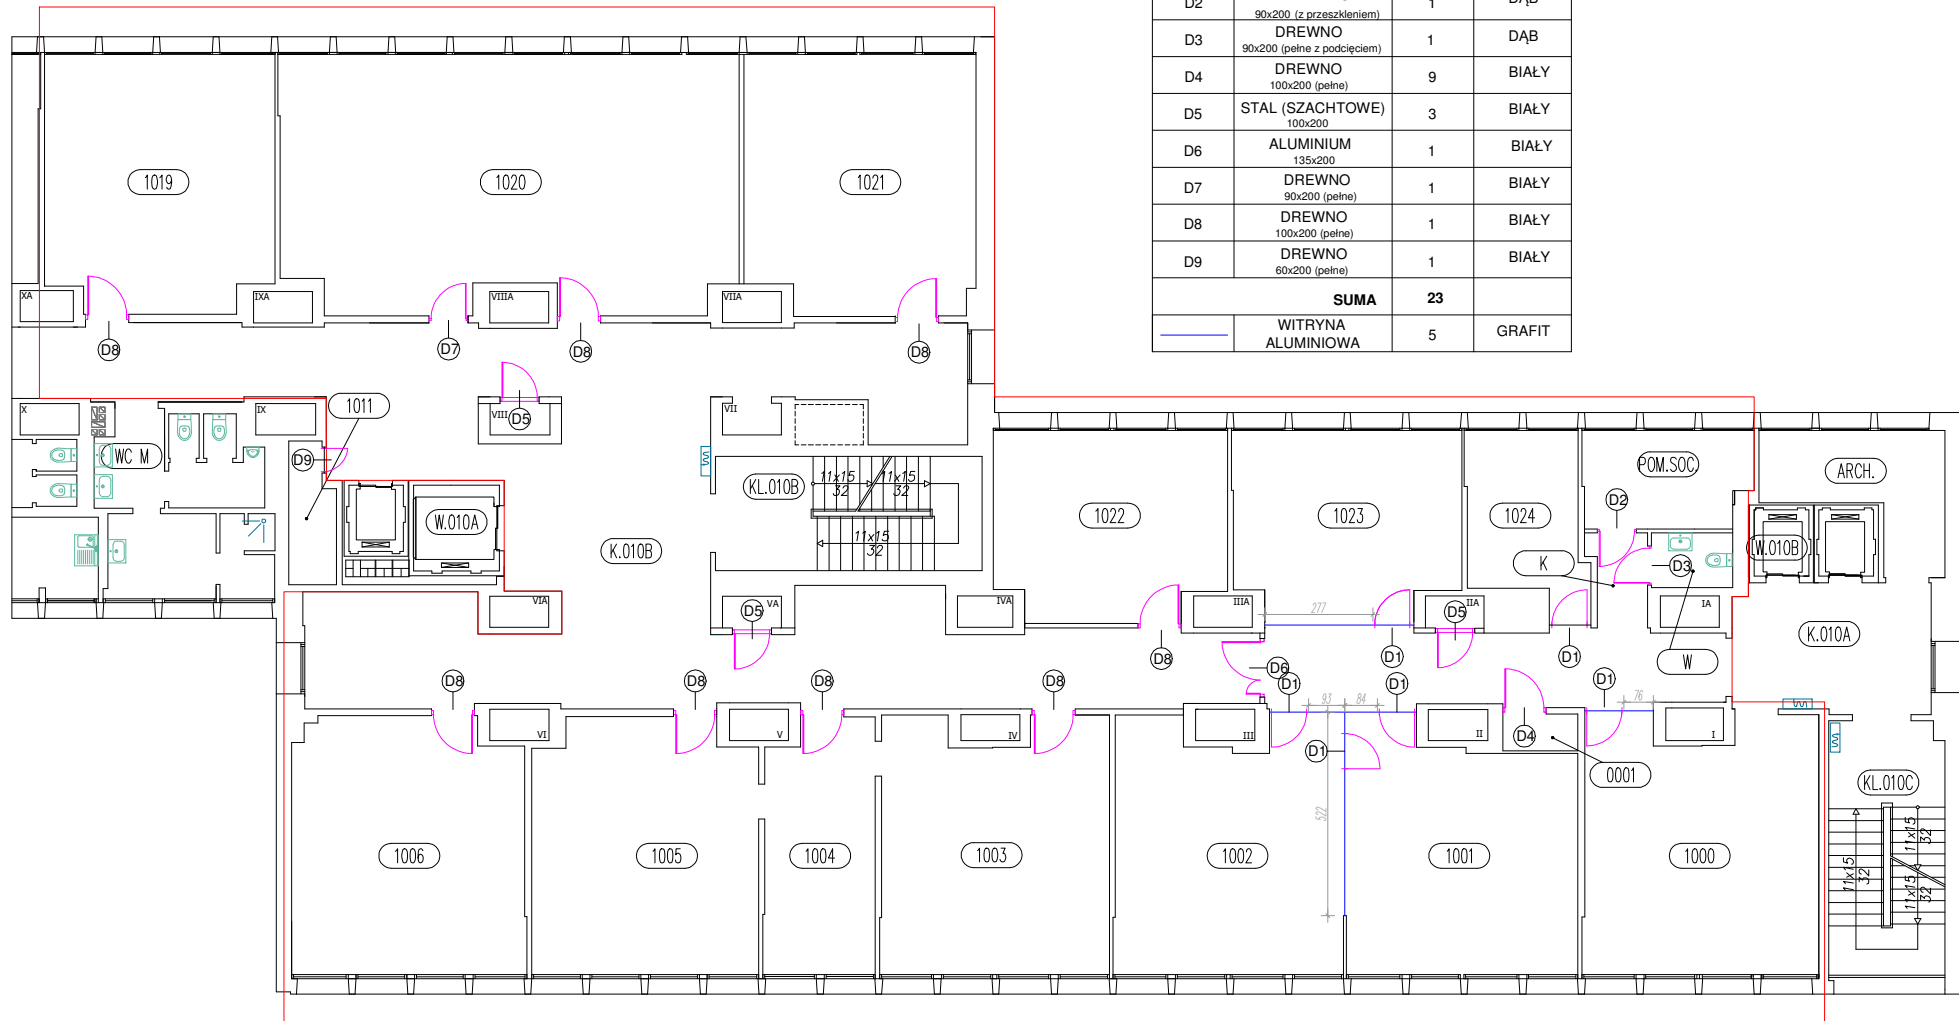 D2
90x200 (z przeszkleniem)
1
DĄB
D3
DREWNO
90x200 (pełne z podcięciem)
1
DĄB
D4
DREWNO
100x200 (pełne)
9
BIAŁY
D5
STAL (SZACHTOWE)
100x200
3
BIAŁY
D6
ALUMINIUM
135x200
1
BIAŁY
D7
DREWNO
90x200 (pełne)
1
BIAŁY
D8
DREWNO
100x200 (pełne)
1
BIAŁY
D9
DREWNO
60x200 (pełne)
1
BIAŁY
SUMA
23
WITRYNA
ALUMINIOWA
5
GRAFIT
1019
1020
1021
XA
IXA
VIIIA
VIIA
D8
D7
D8
D8
X
IX
1011
VIII
D5
VII
WC M
D9
W.010A
KL.010B
11x15
32
11x15
32
11x15
32
K.010B
1022
1023
1024
POM.SOC.
ARCH.
D2
W.010B
K
D3
VIA
D5
VA
IVA
IIIA
277
D5
IIA
IA
K.010A
D8
D6
D1
D1
W
D8
D8
D8
D8
D1
93
84
D1
D1
76
VI
V
IV
III
II
I
D1
D4
0001
522
KL.010C
11x15
32
11x15
32
11x15
32
1006
1005
1004
1003
1002
1001
1000